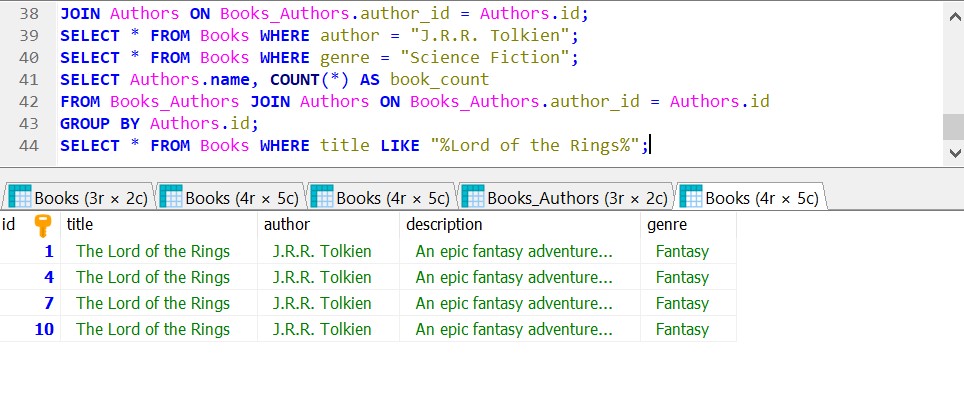 38 JOIN Authors ON Books_Authors.author_id = Authors.id;
39 SELECT * FROM Books WHERE author = "J.R.R. Tolkien";
40 SELECT * FROM Books WHERE genre = "Science Fiction";
41 SELECT Authors.name, COUNT(*) AS book_count
42 FROM Books_Authors JOIN Authors ON Books_Authors.author_id = Authors.id
43 GROUP BY Authors.id;
44 SELECT * FROM Books WHERE title LIKE "%Lord of the Rings%";
Books (3r × 2c) Books (4r × 5c) Books (4r × 5c) Books_Authors (3r × 2c) Books (4r × 5c)
id title author description genre
1 The Lord of the Rings J.R.R. Tolkien An epic fantasy adventure... Fantasy
4 The Lord of the Rings J.R.R. Tolkien An epic fantasy adventure... Fantasy
7 The Lord of the Rings J.R.R. Tolkien An epic fantasy adventure... Fantasy
10 The Lord of the Rings J.R.R. Tolkien An epic fantasy adventure... Fantasy